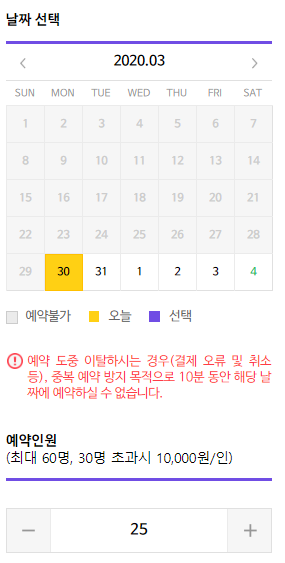 날짜 선택
2020.03
SUN MON TUE WED THU FRI SAT
1 2 3 4 5 6 7
8 9 10 11 12 13 14
15 16 17 18 19 20 21
22 23 24 25 26 27 28
29 30 31 1 2 3 4
예약불가 오늘 선택
예약 도중 이탈하시는 경우(결제 오류 및 취소
등), 중복 예약 방지 목적으로 10분 동안 해당 날
짜에 예약하실 수 없습니다.
예약인원
(최대 60명, 30명 초과시 10,000원/인)
25